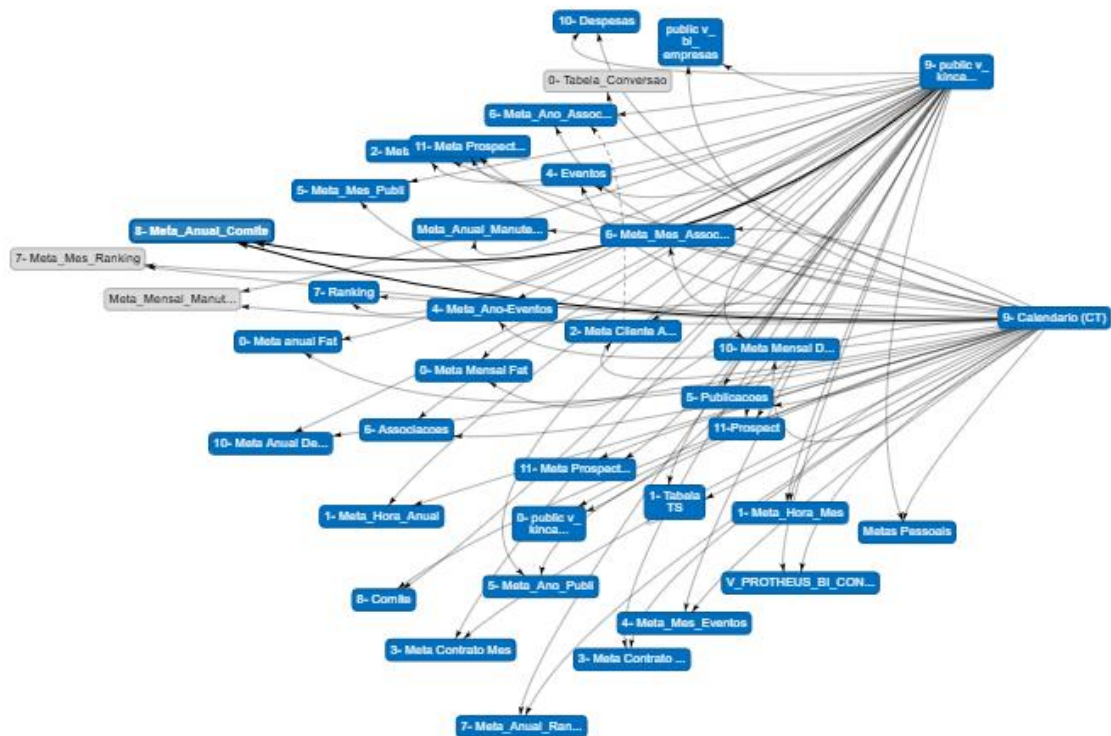 10- Despesas
public v_
bi_
empresas
9- public v_
kinca...
0- Tabela_Conversao
6- Meta_Ano_Assoc...
2- Meta
11- Meta Prospect...
4- Eventos
5- Meta_Mes_Publi
8- Meta_Anual_Comite
Meta_Anual_Manute...
6- Meta_Mes_Assoc...
7- Meta_Mes_Ranking
Meta_Mensal_Manut...
7- Ranking
4- Meta_Ano-Eventos
9- Calendario (CT)
2- Meta Cliente A...
0- Meta anual Fat
10- Meta Mensal D...
0- Meta Mensal Fat
5- Publicacoes
6- Associacoes
11-Prospect
10- Meta Anual De...
11- Meta Prospect...
1- Tabela
TS
1- Meta_Hora_Anual
0- public v_
kinca...
1- Meta_Hora_Mes
Metas Pessoais
5- Meta_Ano_Publi
V_PROTHEUS_BI_CON...
8- Comite
4- Meta_Mes_Eventos
3- Meta Contrato Mes
3- Meta Contrato ...
7- Meta_Anual_Ran...